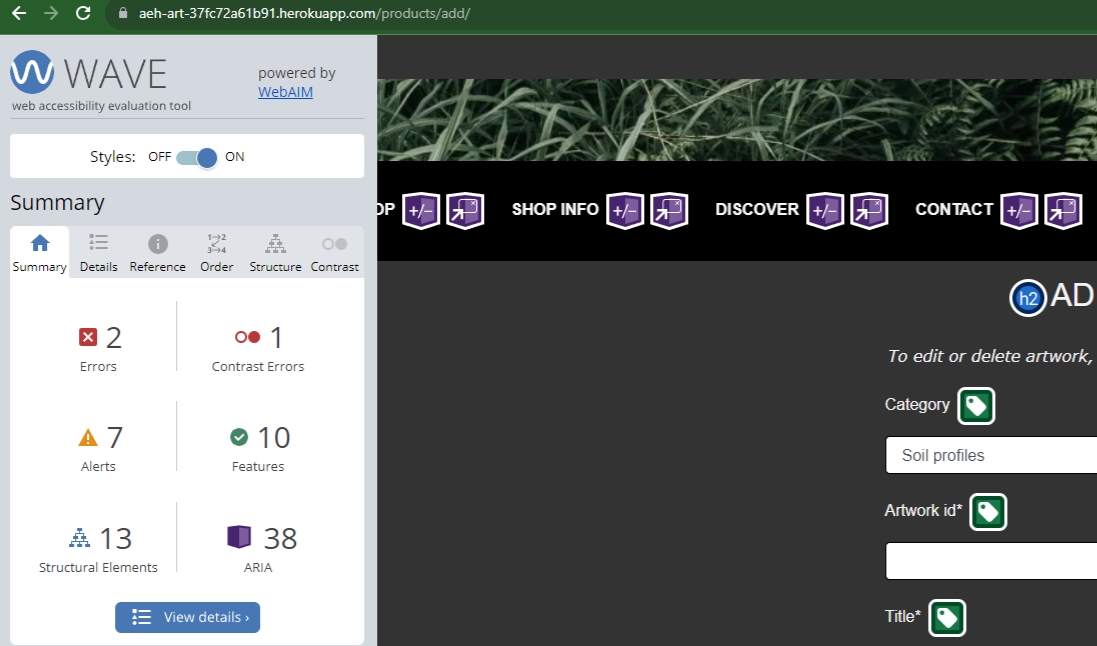 aeh-art-37fc72a61b91.herokuapp.com/products/add/
WAVE
web accessibility evaluation tool
powered by
WebAIM
Styles: OFF ON
Summary
Summary Details Reference Order Structure Contrast
2
Errors
1
Contrast Errors
7
Alerts
10
Features
13
Structural Elements
38
ARIA
View details ›
OP +/- SHOP INFO +/- DISCOVER +/- CONTACT +/-
h2 AD
To edit or delete artwork,
Category
Soil profiles
Artwork id*
Title*